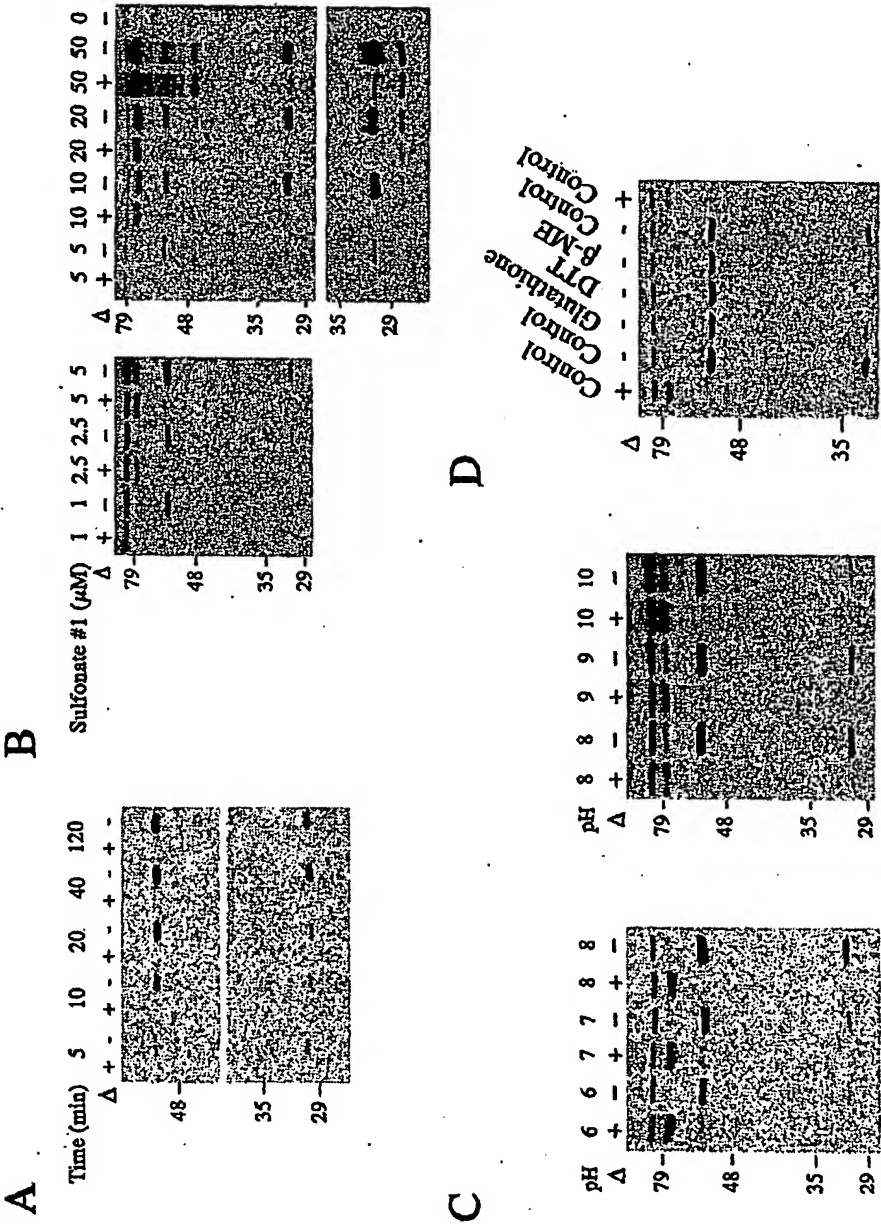 A
Time (min) 5 10 20 40 120
Δ + - + - + - + - + -
48
35
29
B
Sulfonate #1 (μM) 1 1 2.5 2.5 5 5
Δ + - + - + -
79
48
35
29
5 5 10 10 20 20 50 50 0
Δ + - + - + - + - -
79
48
35
29
35
29
C
pH 6 6 7 7 8 8
Δ + - + - + -
79
48
35
29
pH 8 8 9 9 10 10
Δ + - + - + -
79
48
35
29
D
Control
Control
Glutathione
DTT
β-ME
Control
Control
Δ + - - - - - +
79
48
35